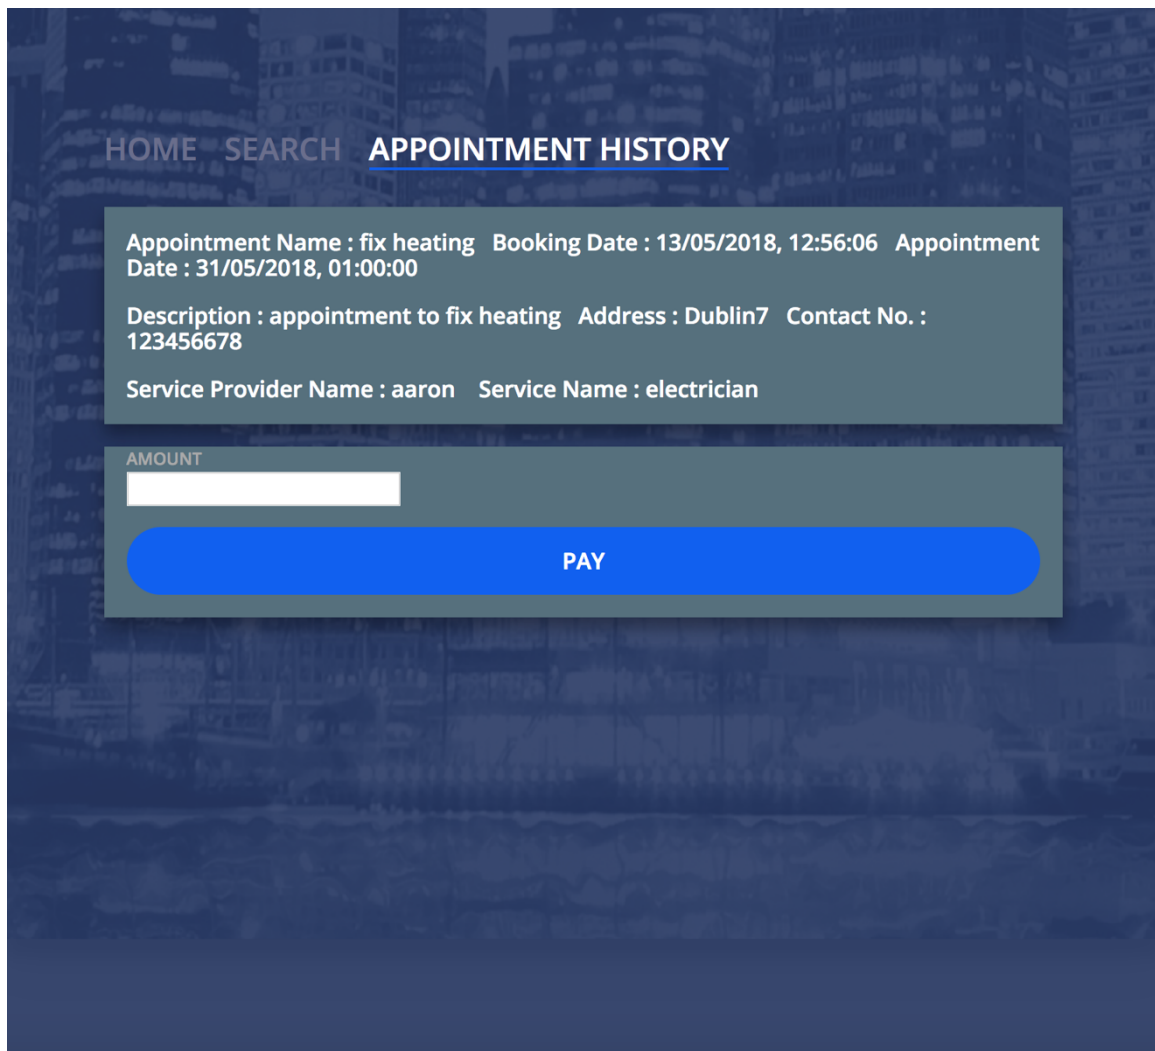 HOME SEARCH APPOINTMENT HISTORY
Appointment Name : fix heating Booking Date : 13/05/2018, 12:56:06 Appointment
Date : 31/05/2018, 01:00:00
Description : appointment to fix heating Address : Dublin7 Contact No. :
123456678
Service Provider Name : aaron Service Name : electrician
AMOUNT
PAY